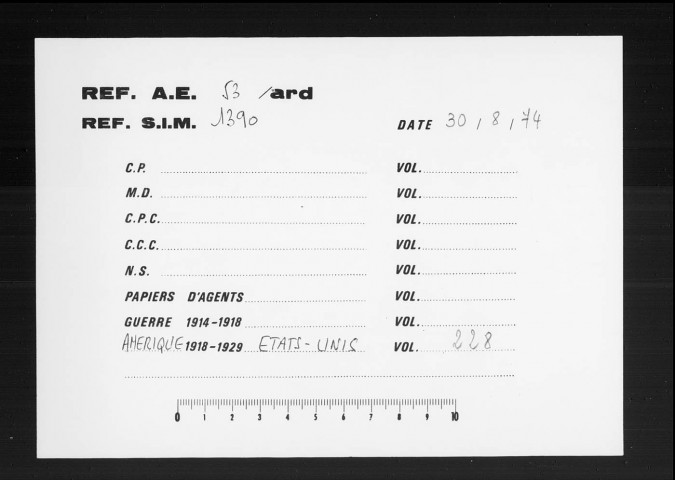 REF. A.E. 53 /ard
REF. S.I.M. 1390 DATE 30 / 8 / 74
C.P. VOL.
M.D. VOL.
C.P.C. VOL.
C.C.C. VOL.
N.S. VOL.
PAPIERS D'AGENTS VOL.
GUERRE 1914-1918 VOL.
AMERIQUE 1918-1929 ETATS-UNIS VOL. 228
0 1 2 3 4 5 6 7 8 9 10